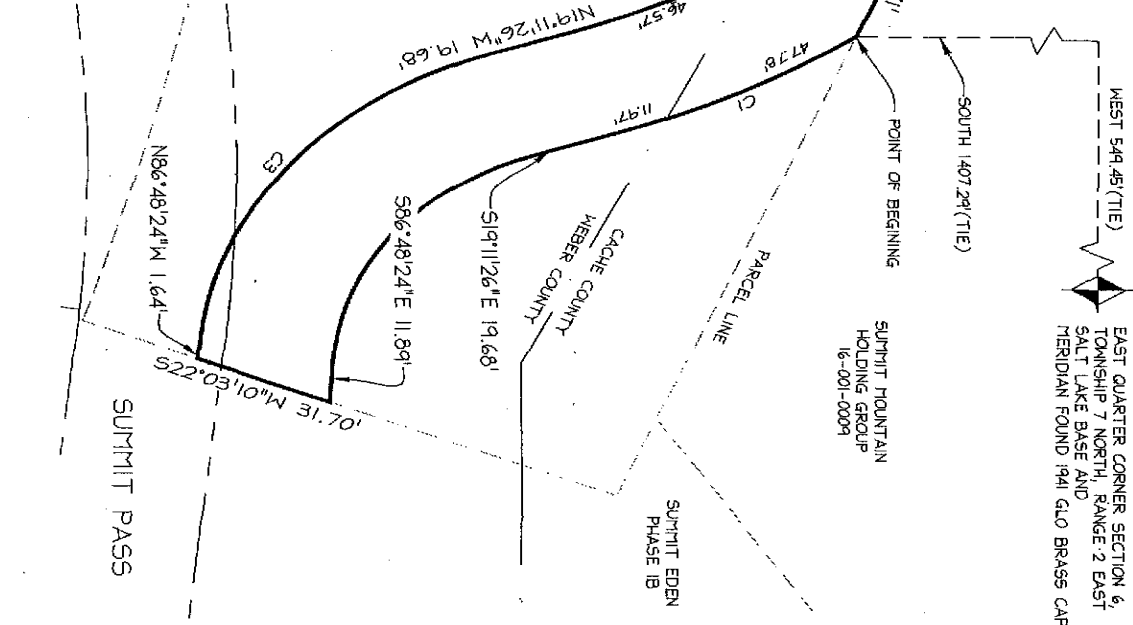 WEST 549.45'(TIE)
EAST QUARTER CORNER SECTION 6,
TOWNSHIP 7 NORTH, RANGE 2 EAST
SALT LAKE BASE AND
MERIDIAN FOUND 1941 GLO BRASS CAP
SOUTH 1407.29'(TIE)
POINT OF BEGINING
SUMMIT MOUNTAIN
HOLDING GROUP
16-001-0009
PARCEL LINE
SUMMIT EDEN
PHASE 1B
47.78'
C1
11.97'
46.57'
N19°11'26"W 19.68'
CACHE COUNTY
WEBER COUNTY
S19°11'26"E 19.68'
S86°48'24"E 11.89'
C3
N86°48'24"W 1.64'
S22°03'10"W 31.70'
SUMMIT PASS